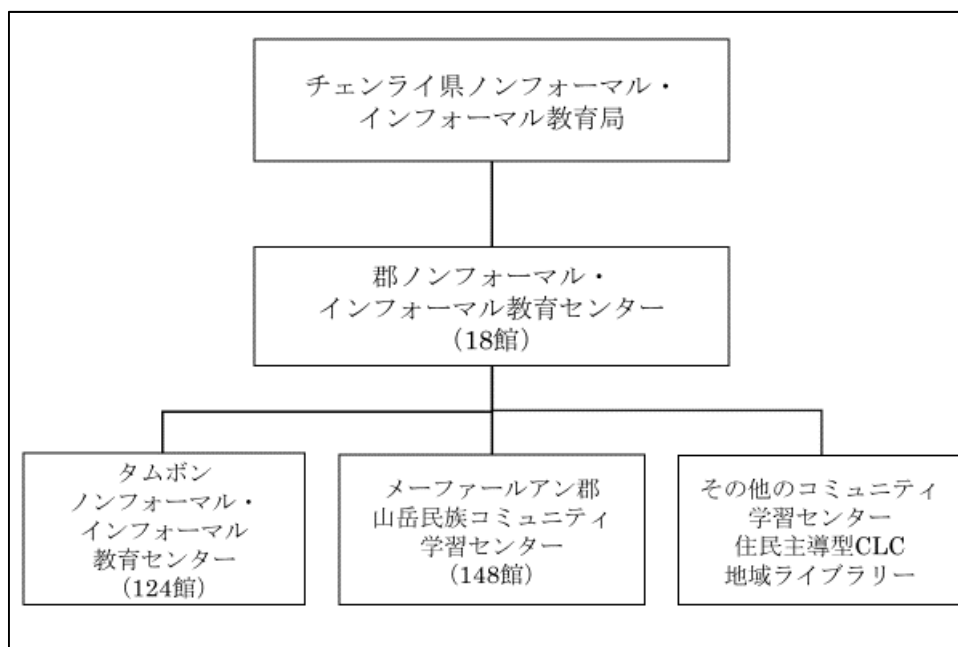 チェンライ県ノンフォーマル・
インフォーマル教育局
郡ノンフォーマル・
インフォーマル教育センター
（18館）
タムボン
ノンフォーマル・
インフォーマル
教育センター
（124館）
メーファールアン郡
山岳民族コミュニティ
学習センター
（148館）
その他のコミュニティ
学習センター
住民主導型CLC
地域ライブラリー